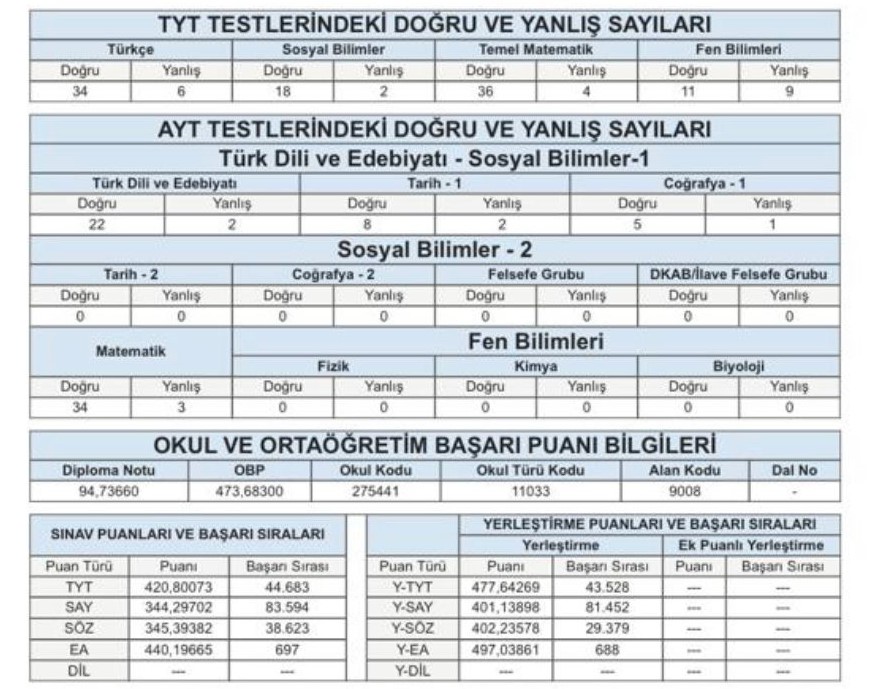 TYT TESTLERİNDEKİ DOĞRU VE YANLIŞ SAYILARI
Türkçe Sosyal Bilimler Temel Matematik Fen Bilimleri
Doğru Yanlış Doğru Yanlış Doğru Yanlış Doğru Yanlış
34 6 18 2 36 4 11 9
AYT TESTLERİNDEKİ DOĞRU VE YANLIŞ SAYILARI
Türk Dili ve Edebiyatı - Sosyal Bilimler-1
Türk Dili ve Edebiyatı Tarih - 1 Coğrafya - 1
Doğru Yanlış Doğru Yanlış Doğru Yanlış
22 2 8 2 5 1
Sosyal Bilimler - 2
Tarih - 2 Coğrafya - 2 Felsefe Grubu DKAB/İlave Felsefe Grubu
Doğru Yanlış Doğru Yanlış Doğru Yanlış Doğru Yanlış
0 0 0 0 0 0 0 0
Matematik Fen Bilimleri
Fizik Kimya Biyoloji
Doğru Yanlış Doğru Yanlış Doğru Yanlış Doğru Yanlış
34 3 0 0 0 0 0 0
OKUL VE ORTAÖĞRETİM BAŞARI PUANI BİLGİLERİ
Diploma Notu OBP Okul Kodu Okul Türü Kodu Alan Kodu Dal No
94,73660 473,68300 275441 11033 9008 -
SINAV PUANLARI VE BAŞARI SIRALARI
Puan Türü Puanı Başarı Sırası
TYT 420,80073 44.683
SAY 344,29702 83.594
SÖZ 345,39382 38.623
EA 440,19665 697
DİL --- ---
YERLEŞTİRME PUANLARI VE BAŞARI SIRALARI
Yerleştirme Ek Puanlı Yerleştirme
Puan Türü Puanı Başarı Sırası Puanı Başarı Sırası
Y-TYT 477,64269 43.528 --- ---
Y-SAY 401,13898 81.452 --- ---
Y-SÖZ 402,23578 29.379 --- ---
Y-EA 497,03861 688 --- ---
Y-DİL --- --- --- ---